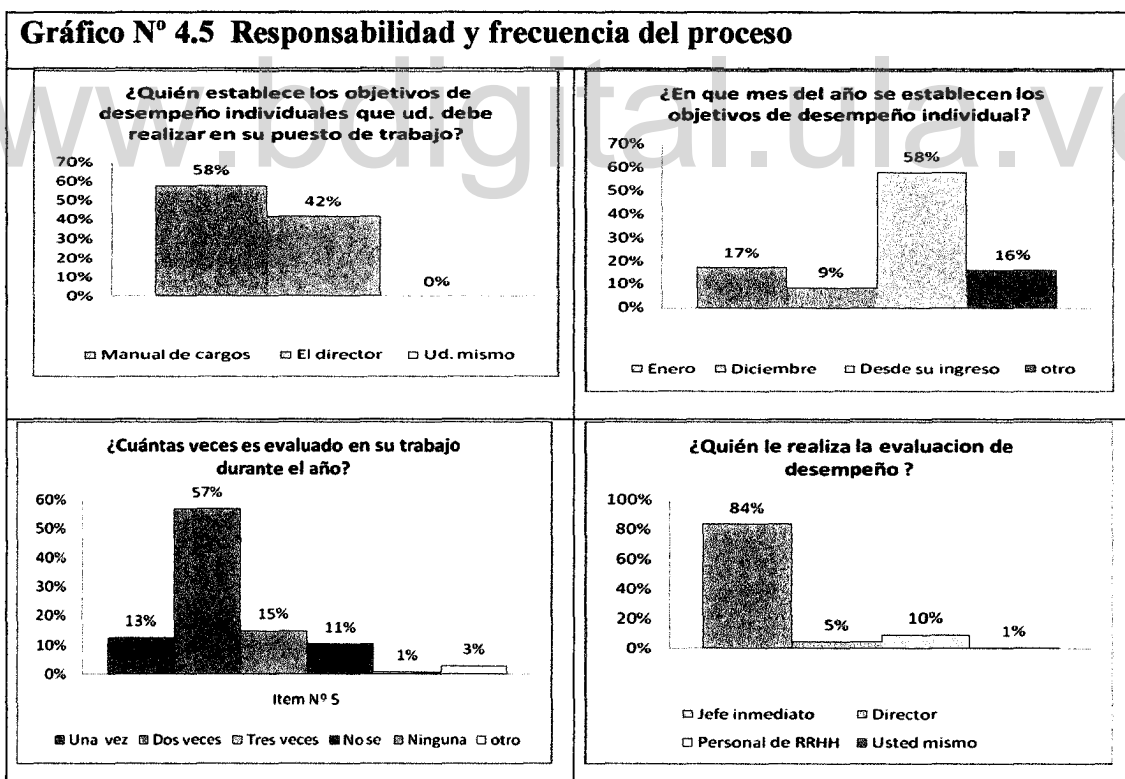 Gráfico Nº 4.5 Responsabilidad y frecuencia del proceso
www.bdigital.ula.ve
¿Quién establece los objetivos de
desempeño individuales que ud. debe
realizar en su puesto de trabajo?
70%
60%
50%
40%
30%
20%
10%
0%
58%
42%
0%
Manual de cargos El director Ud. mismo
¿En que mes del año se establecen los
objetivos de desempeño individual?
70%
60%
50%
40%
30%
20%
10%
0%
17%
9%
58%
16%
Enero Diciembre Desde su ingreso otro
¿Cuántas veces es evaluado en su trabajo
durante el año?
60%
50%
40%
30%
20%
10%
0%
13%
57%
15%
11%
1%
3%
Item Nº 5
Una vez Dos veces Tres veces No se Ninguna otro
¿Quién le realiza la evaluacion de
desempeño ?
100%
80%
60%
40%
20%
0%
84%
5%
10%
1%
Jefe inmediato Director
Personal de RRHH Usted mismo